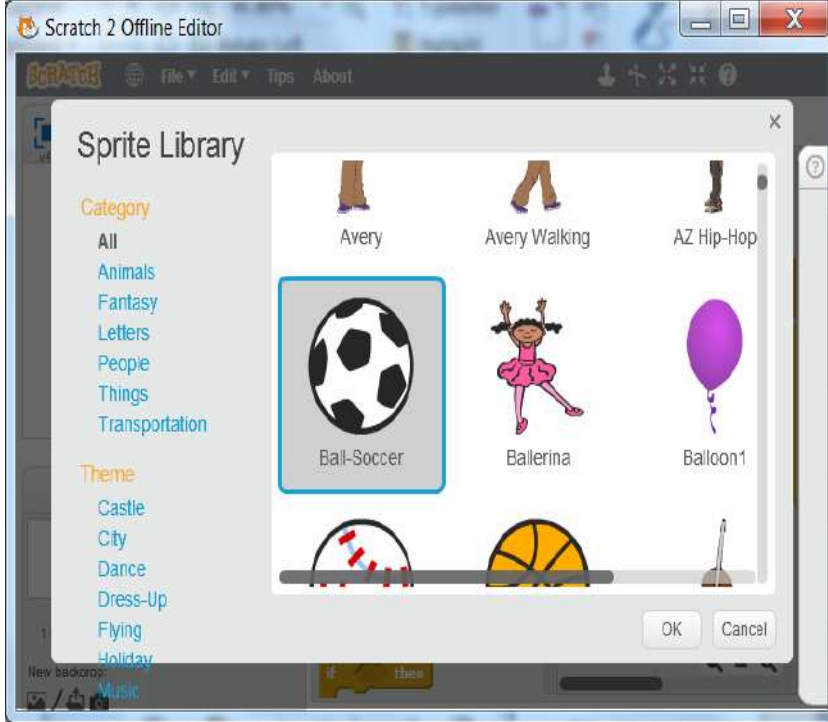 Scratch 2 Offline Editor
SCRATCH File Edit Tips About
Sprite Library
Category
All
Animals
Fantasy
Letters
People
Things
Transportation
Theme
Castle
City
Dance
Dress-Up
Flying
Holiday
Music
Avery
Avery Walking
AZ Hip-Hop
Ball-Soccer
Ballerina
Balloon1
OK
Cancel
New backdrop:
if then